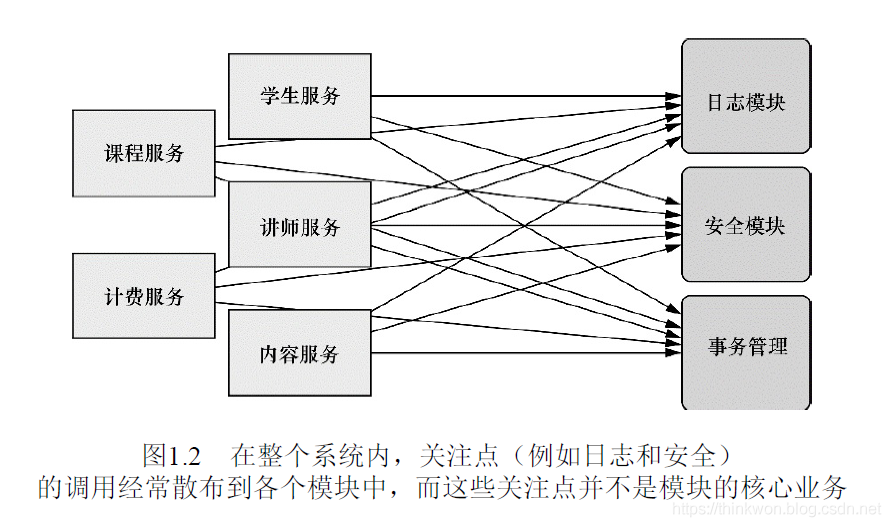 学生服务
日志模块
课程服务
讲师服务
安全模块
计费服务
内容服务
事务管理
图1.2 在整个系统内，关注点（例如日志和安全）
的调用经常散布到各个模块中，而这些关注点并不是模块的核心业务
https://thinkwon.blog.csdn.net